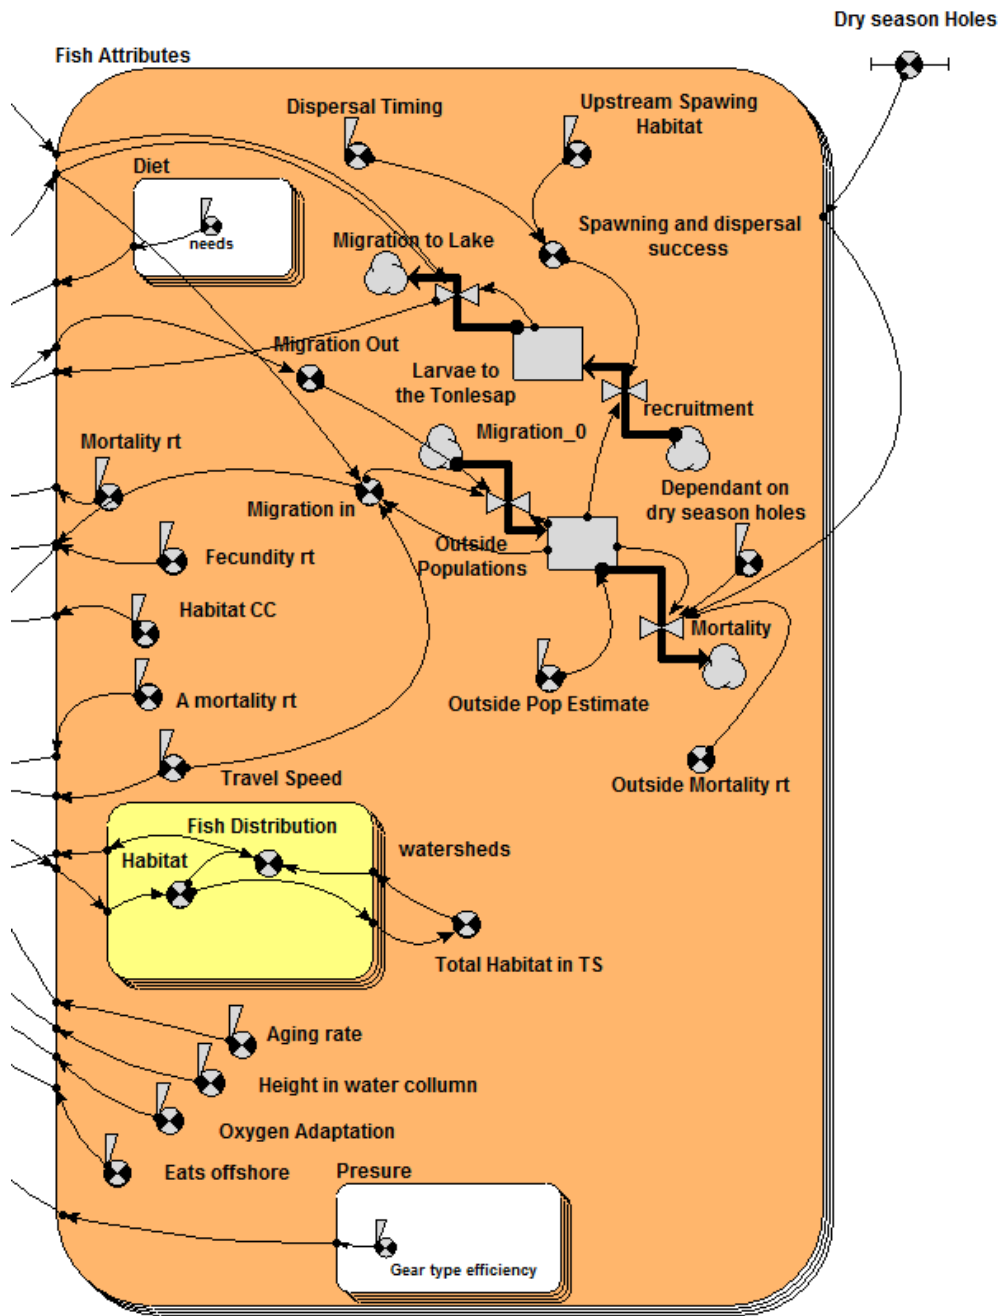 Dry season Holes
Fish Attributes
Dispersal Timing
Upstream Spawing
Habitat
Diet
needs
Migration to Lake
Spawning and dispersal
success
Migration Out
Larvae to
the Tonlesap
recruitment
Migration_0
Mortality rt
Migration in
Dependant on
dry season holes
Outside
Populations
Fecundity rt
Habitat CC
Mortality
A mortality rt
Outside Pop Estimate
Travel Speed
Outside Mortality rt
Fish Distribution
Habitat
watersheds
Total Habitat in TS
Aging rate
Height in water collumn
Oxygen Adaptation
Eats offshore
Presure
Gear type efficiency